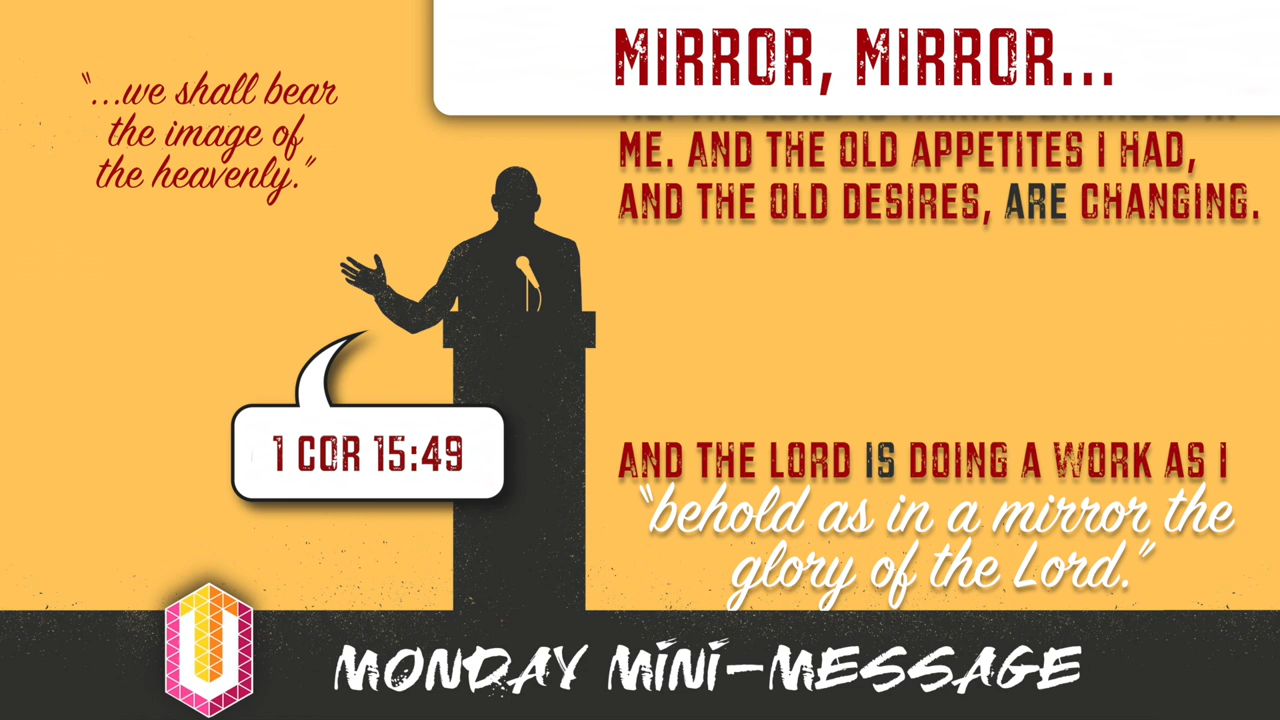 MIRROR, MIRROR...
"...we shall bear
the image of
the heavenly."
ME. AND THE OLD APPETITES I HAD,
AND THE OLD DESIRES, ARE CHANGING.
1 COR 15:49
AND THE LORD IS DOING A WORK AS I
"behold as in a mirror the
glory of the Lord."
U
MONDAY MINI-MESSAGE